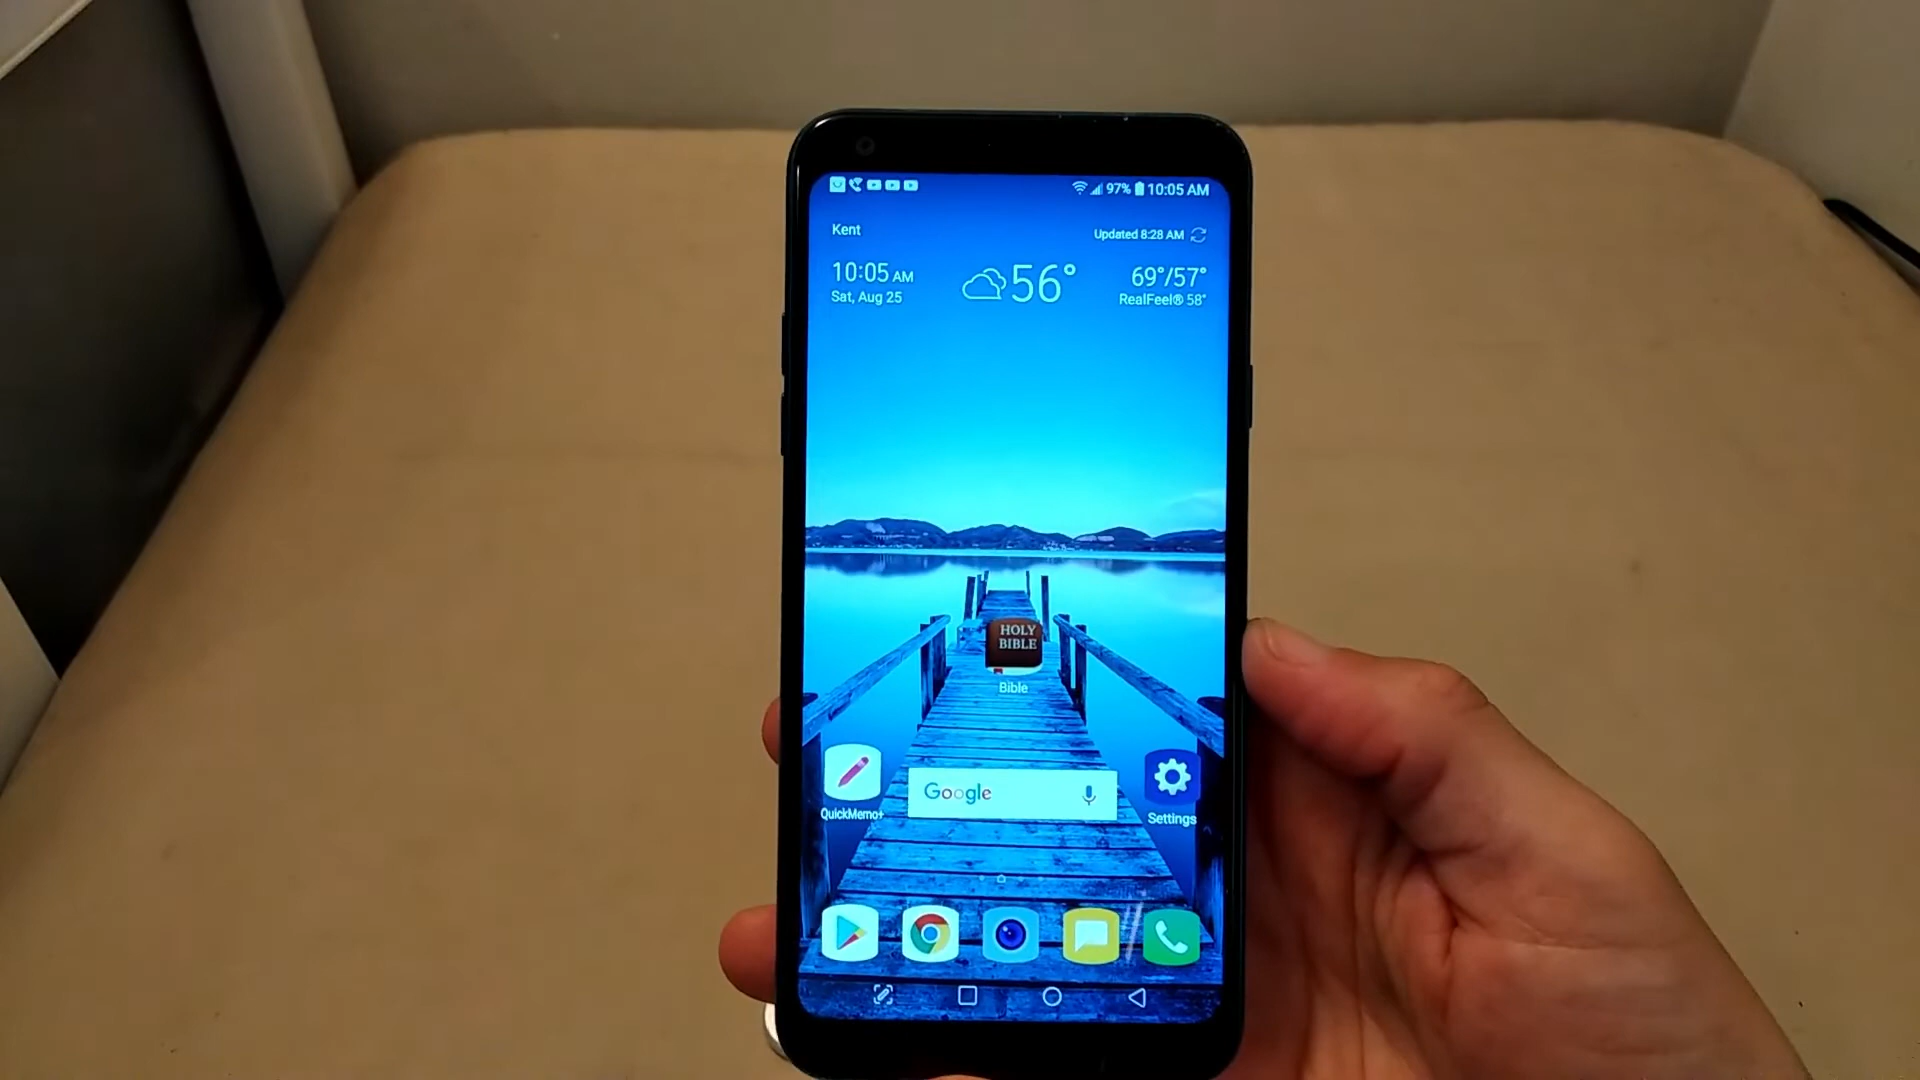 97% 10:05 AM
Kent
Updated 8:28 AM
10:05 AM
56°
69°/57°
Sat, Aug 25
RealFeel® 58°
HOLY
BIBLE
Bible
Google
QuickMemo+
Settings